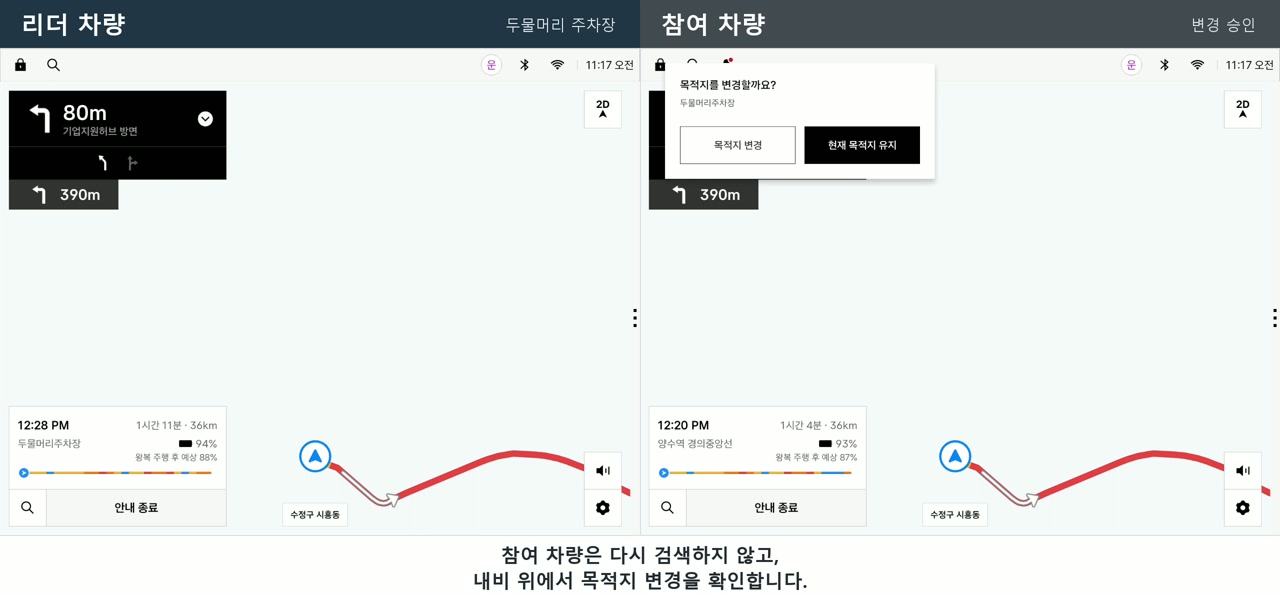 리더 차량
두물머리 주차장
운
11:17 오전
80m
기업지원허브 방면
390m
2D
12:28 PM
1시간 11분 · 36km
두물머리주차장
94%
왕복 주행 후 예상 88%
안내 종료
수정구 시흥동
참여 차량
변경 승인
운
11:17 오전
목적지를 변경할까요?
두물머리주차장
목적지 변경
현재 목적지 유지
390m
2D
12:20 PM
1시간 4분 · 36km
양수역 경의중앙선
93%
왕복 주행 후 예상 87%
안내 종료
수정구 시흥동
참여 차량은 다시 검색하지 않고,
내비 위에서 목적지 변경을 확인합니다.